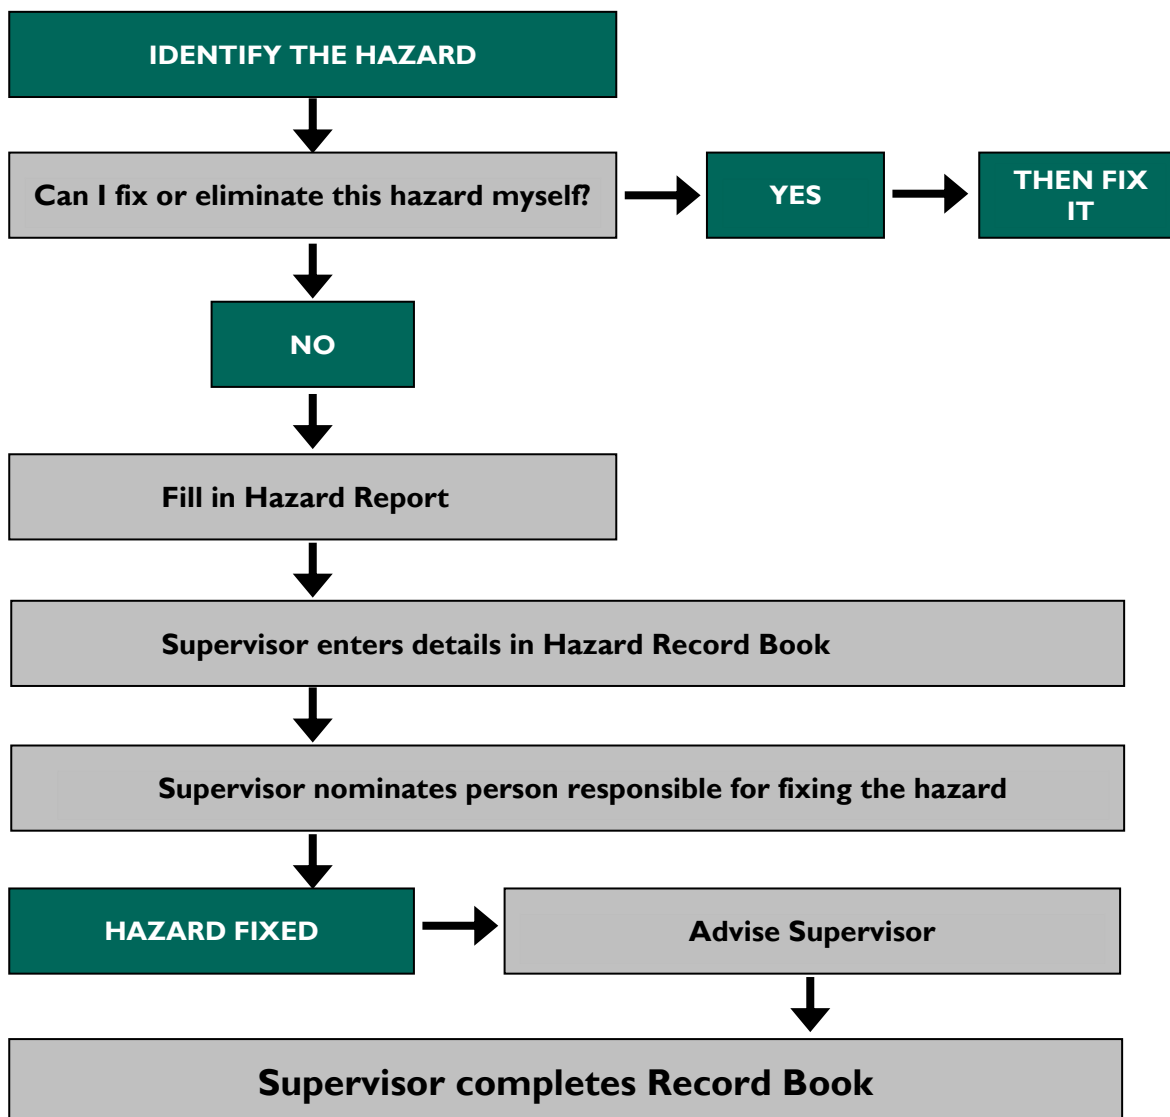 IDENTIFY THE HAZARD
Can I fix or eliminate this hazard myself?
YES
THEN FIX
IT
NO
Fill in Hazard Report
Supervisor enters details in Hazard Record Book
Supervisor nominates person responsible for fixing the hazard
HAZARD FIXED
Advise Supervisor
Supervisor completes Record Book